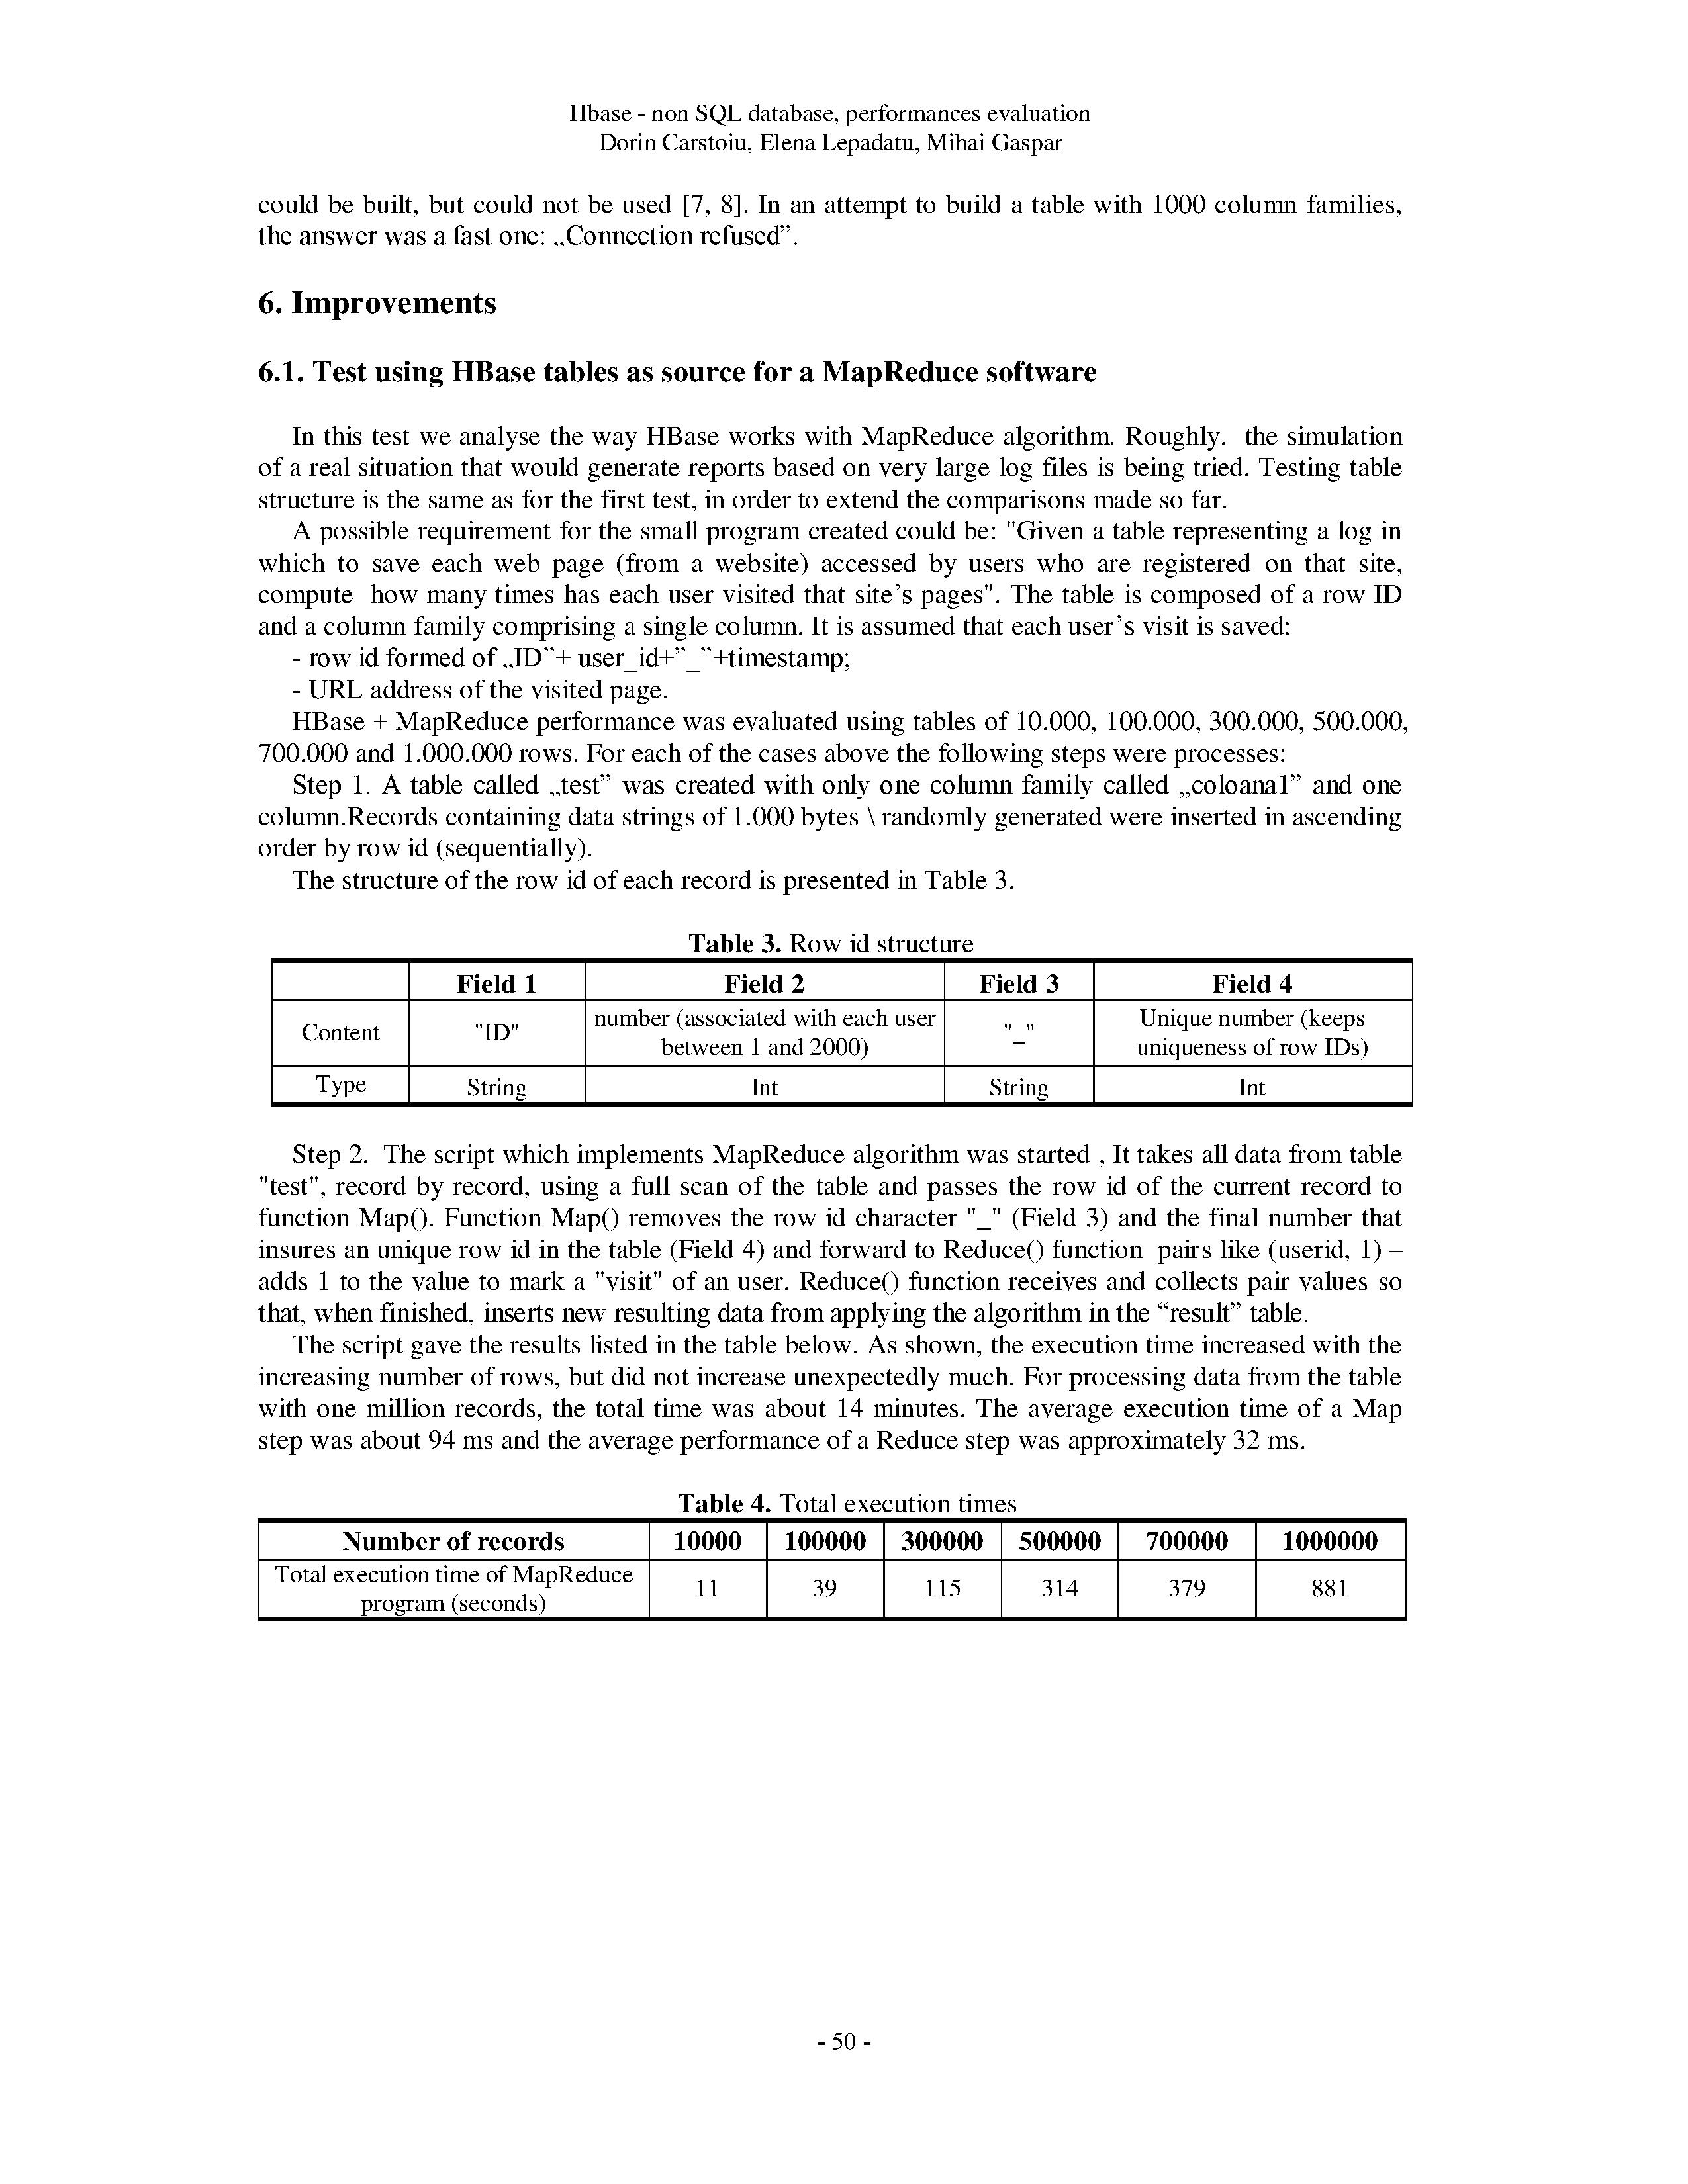 Hbase - non SQL database, performances evaluation
Dorin Carstoiu, Elena Lepadatu, Mihai Gaspar
could be built, but could not be used [7, 8]. In an attempt to build a table with 1000 column families,
the answer was a fast one: „Connection refused”.
6. Improvements
6.1. Test using HBase tables as source for a MapReduce software
In this test we analyse the way HBase works with MapReduce algorithm. Roughly.  the simulation
of a real situation that would generate reports based on very large log files is being tried. Testing table
structure is the same as for the first test, in order to extend the comparisons made so far.
A possible requirement for the small program created could be: "Given a table representing a log in
which to save each web page (from a website) accessed by users who are registered on that site,
compute  how many times has each user visited that site’s pages". The table is composed of a row ID
and a column family comprising a single column. It is assumed that each user’s visit is saved:
- row id formed of „ID”+ user_id+”_”+timestamp;
- URL address of the visited page.
HBase + MapReduce performance was evaluated using tables of 10.000, 100.000, 300.000, 500.000,
700.000 and 1.000.000 rows. For each of the cases above the following steps were processes:
Step 1. A table called „test” was created with only one column family called „coloana1” and one
column.Records containing data strings of 1.000 bytes \ randomly generated were inserted in ascending
order by row id (sequentially).
The structure of the row id of each record is presented in Table 3.
Table 3. Row id structure
Field 1 Field 2 Field 3 Field 4
Content "ID" number (associated with each user between 1 and 2000) "_" Unique number (keeps uniqueness of row IDs)
Type String Int String Int
Step 2.  The script which implements MapReduce algorithm was started , It takes all data from table
"test", record by record, using a full scan of the table and passes the row id of the current record to
function Map(). Function Map() removes the row id character "_" (Field 3) and the final number that
insures an unique row id in the table (Field 4) and forward to Reduce() function  pairs like (userid, 1) –
adds 1 to the value to mark a "visit" of an user. Reduce() function receives and collects pair values so
that, when finished, inserts new resulting data from applying the algorithm in the “result” table.
The script gave the results listed in the table below. As shown, the execution time increased with the
increasing number of rows, but did not increase unexpectedly much. For processing data from the table
with one million records, the total time was about 14 minutes. The average execution time of a Map
step was about 94 ms and the average performance of a Reduce step was approximately 32 ms.
Table 4. Total execution times
Number of records 10000 100000 300000 500000 700000 1000000
Total execution time of MapReduce program (seconds) 11 39 115 314 379 881
- 50 -